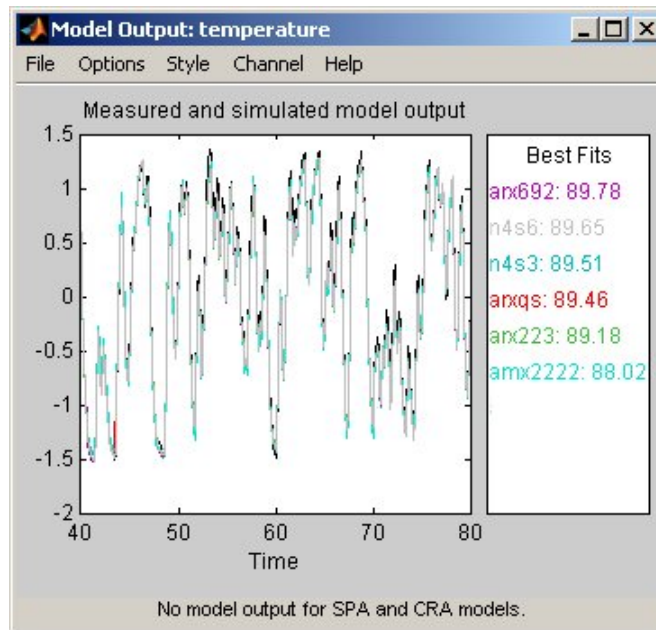 Model Output: temperature
File Options Style Channel Help
Measured and simulated model output
1.5
1
0.5
0
-0.5
-1
-1.5
-2
40 50 60 70 80
Time
Best Fits
arx692: 89.78
n4s6: 89.65
n4s3: 89.51
arxqs: 89.46
arx223: 89.18
amx2222: 88.02
No model output for SPA and CRA models.